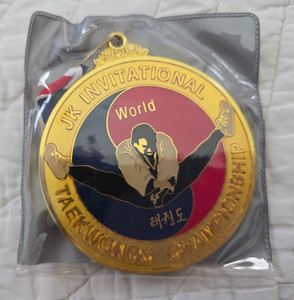 JK INVITATIONAL
World
태권도
TAEKWONDO CHAMPIONSHIP